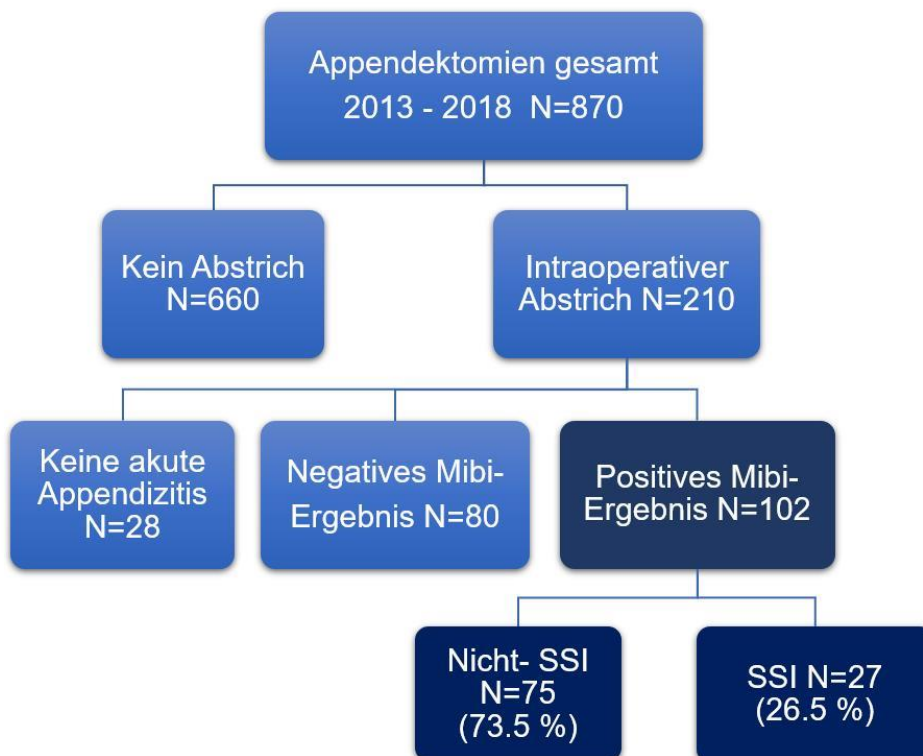 Appendektomien gesamt
2013 - 2018 N=870
Kein Abstrich
N=660
Intraoperativer
Abstrich N=210
Keine akute
Appendizitis
N=28
Negatives Mibi-
Ergebnis N=80
Positives Mibi-
Ergebnis N=102
Nicht- SSI
N=75
(73.5 %)
SSI N=27
(26.5 %)